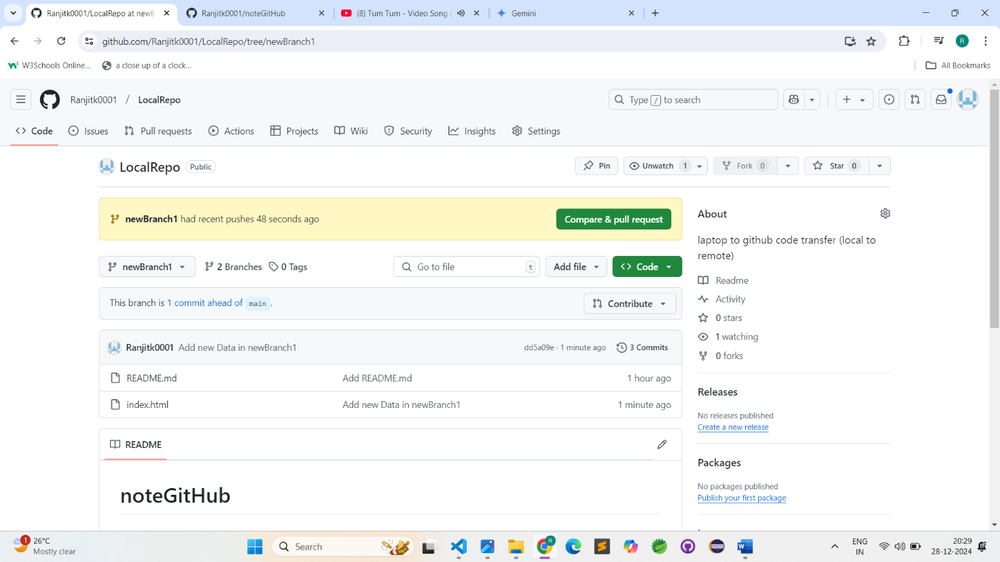 Ranjitk0001/LocalRepo at newB
Ranjitk0001/noteGitHub
(8) Tum Tum - Video Song (
Gemini
github.com/Ranjitk0001/LocalRepo/tree/newBranch1
R
W3Schools Online...
a close up of a clock...
All Bookmarks
Ranjitk0001 / LocalRepo
Type / to search
Code
Issues
Pull requests
Actions
Projects
Wiki
Security
Insights
Settings
LocalRepo
Public
Pin
Unwatch 1
Fork 0
Star 0
newBranch1 had recent pushes 48 seconds ago
Compare & pull request
newBranch1
2 Branches
0 Tags
Go to file
t
Add file
Code
This branch is 1 commit ahead of main .
Contribute
Ranjitk0001 Add new Data in newBranch1
dd5a09e · 1 minute ago
3 Commits
README.md
Add README.md
1 hour ago
index.html
Add new Data in newBranch1
1 minute ago
README
noteGitHub
About
laptop to github code transfer (local to
remote)
Readme
Activity
0 stars
1 watching
0 forks
Releases
No releases published
Create a new release
Packages
No packages published
Publish your first package
1
26°C
Mostly clear
Search
R
ENG
IN
20:29
28-12-2024